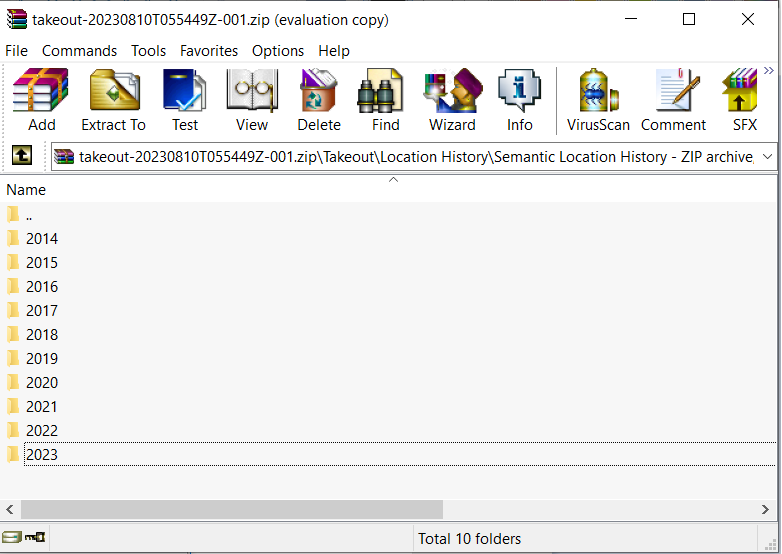 takeout-20230810T055449Z-001.zip (evaluation copy)
File Commands Tools Favorites Options Help
Add Extract To Test View Delete Find Wizard Info VirusScan Comment SFX
takeout-20230810T055449Z-001.zip\Takeout\Location History\Semantic Location History - ZIP archive,
Name
..
2014
2015
2016
2017
2018
2019
2020
2021
2022
2023
Total 10 folders